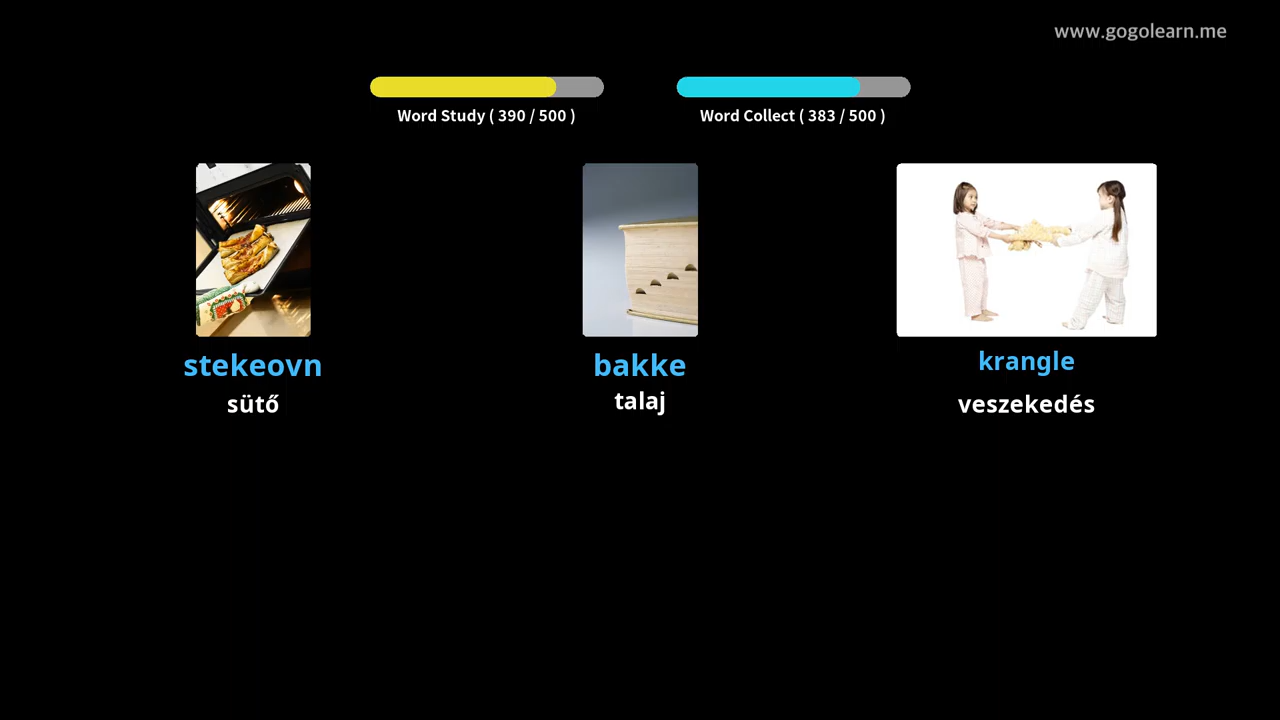 www.gogolearn.me
Word Study ( 390 / 500 )
Word Collect ( 383 / 500 )
stekeovn
sütő
bakke
talaj
krangle
veszekedés